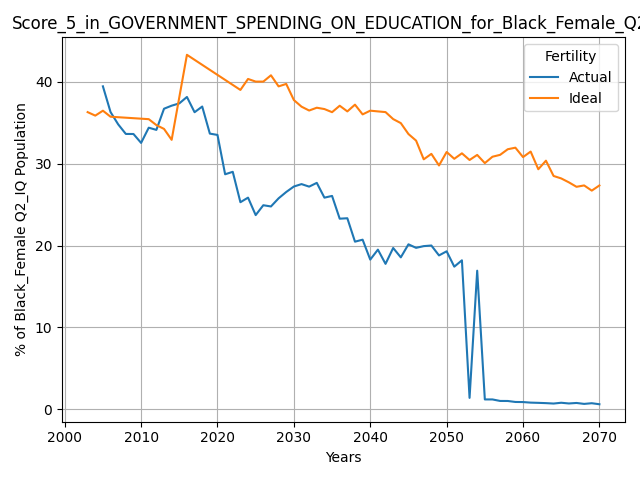 Score_5_in_GOVERNMENT_SPENDING_ON_EDUCATION_for_Black_Female_Q2
Fertility
Actual
Ideal
% of Black_Female Q2_IQ Population
40
30
20
10
0
2000 2010 2020 2030 2040 2050 2060 2070
Years